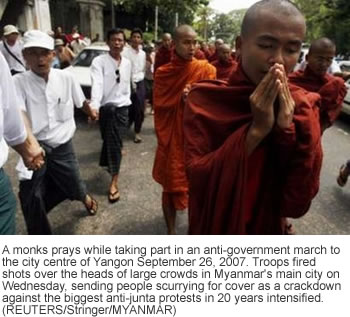 A monks prays while taking part in an anti-government march to
the city centre of Yangon September 26, 2007. Troops fired
shots over the heads of large crowds in Myanmar's main city on
Wednesday, sending people scurrying for cover as a crackdown
against the biggest anti-junta protests in 20 years intensified.
(REUTERS/Stringer/MYANMAR)